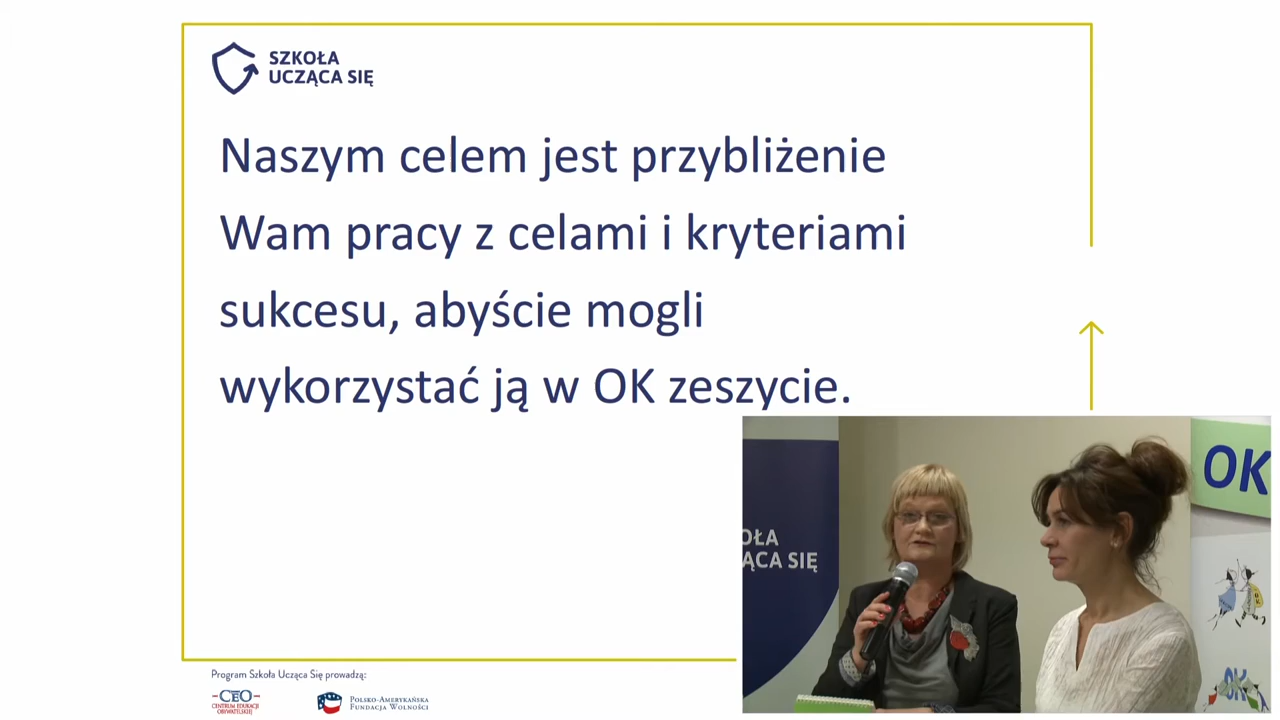 SZKOŁA
UCZĄCA SIĘ
Naszym celem jest przybliżenie
Wam pracy z celami i kryteriami
sukcesu, abyście mogli
wykorzystać ją w OK zeszycie.
OŁA
ĄCA SIĘ
OK
OK
Program Szkoła Ucząca Się prowadzą:
CEO
CENTRUM EDUKACJI
OBYWATELSKIEJ
POLSKO-AMERYKAŃSKA
FUNDACJA WOLNOŚCI